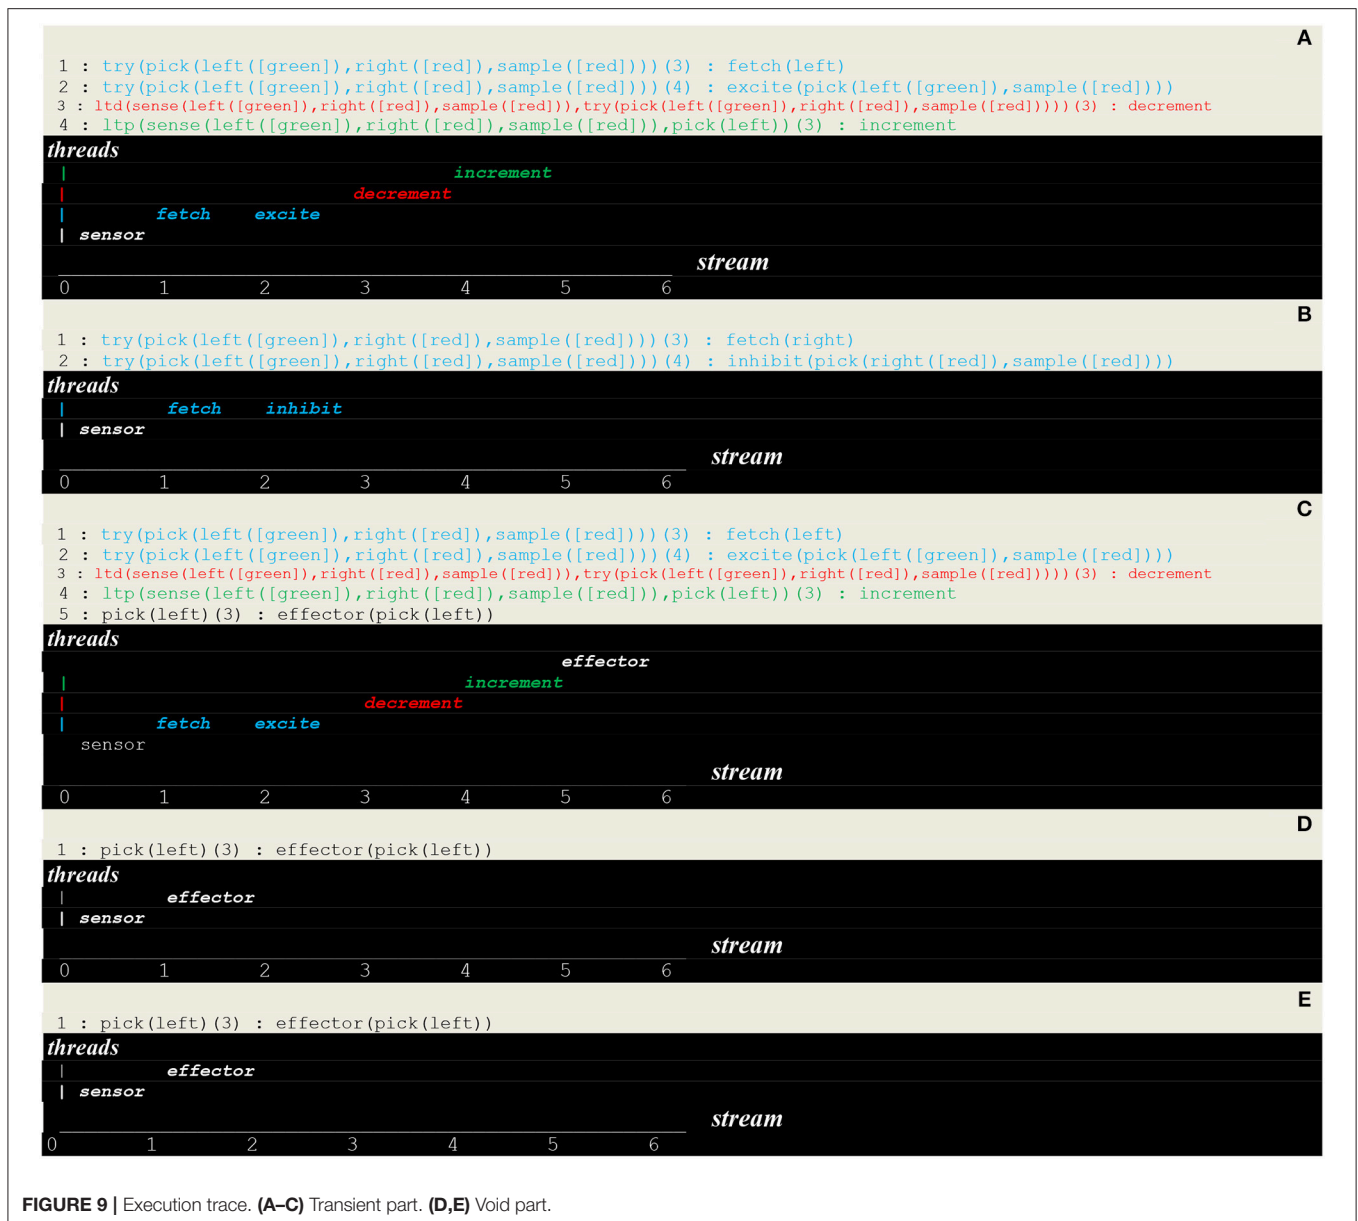 A
1 : try(pick(left([green]),right([red]),sample([red])))(3) : fetch(left)
2 : try(pick(left([green]),right([red]),sample([red])))(4) : excite(pick(left([green]),sample([red])))
3 : ltd(sense(left([green]),right([red]),sample([red])),try(pick(left([green]),right([red]),sample([red]))))(3) : decrement
4 : ltp(sense(left([green]),right([red]),sample([red])),pick(left))(3) : increment
threads
| increment
| decrement
| fetch excite
| sensor
stream
0 1 2 3 4 5 6
B
1 : try(pick(left([green]),right([red]),sample([red])))(3) : fetch(right)
2 : try(pick(left([green]),right([red]),sample([red])))(4) : inhibit(pick(right([red]),sample([red])))
threads
| fetch inhibit
| sensor
stream
0 1 2 3 4 5 6
C
1 : try(pick(left([green]),right([red]),sample([red])))(3) : fetch(left)
2 : try(pick(left([green]),right([red]),sample([red])))(4) : excite(pick(left([green]),sample([red])))
3 : ltd(sense(left([green]),right([red]),sample([red])),try(pick(left([green]),right([red]),sample([red]))))(3) : decrement
4 : ltp(sense(left([green]),right([red]),sample([red])),pick(left))(3) : increment
5 : pick(left)(3) : effector(pick(left))
threads
effector
| increment
| decrement
| fetch excite
sensor
stream
0 1 2 3 4 5 6
D
1 : pick(left)(3) : effector(pick(left))
threads
| effector
| sensor
stream
0 1 2 3 4 5 6
E
1 : pick(left)(3) : effector(pick(left))
threads
| effector
| sensor
stream
0 1 2 3 4 5 6
FIGURE 9 | Execution trace. (A–C) Transient part. (D,E) Void part.